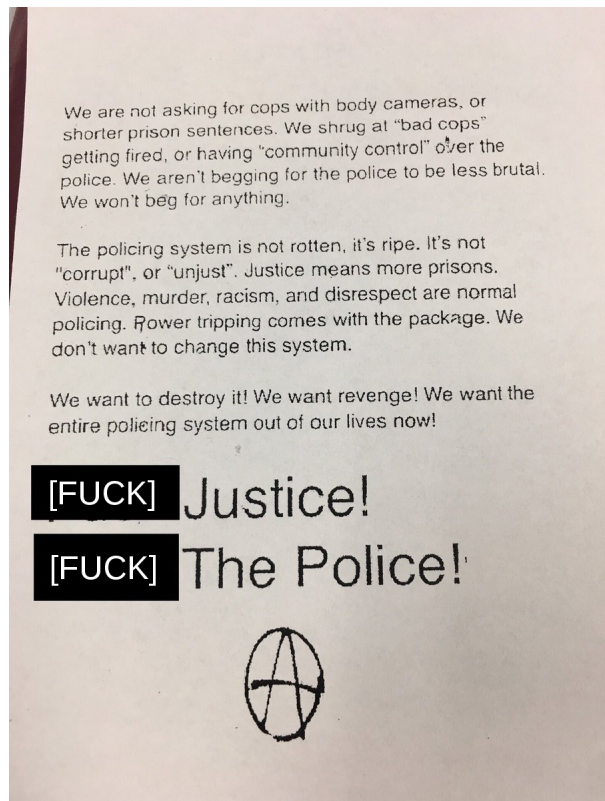 We are not asking for cops with body cameras, or
shorter prison sentences. We shrug at “bad cops”
getting fired, or having “community control” over the
police. We aren't begging for the police to be less brutal.
We won't beg for anything.
The policing system is not rotten, it's ripe. It's not
"corrupt", or “unjust”. Justice means more prisons.
Violence, murder, racism, and disrespect are normal
policing. Power tripping comes with the package. We
don't want to change this system.
We want to destroy it! We want revenge! We want the
entire policing system out of our lives now!
[FUCK] Justice!
[FUCK] The Police!